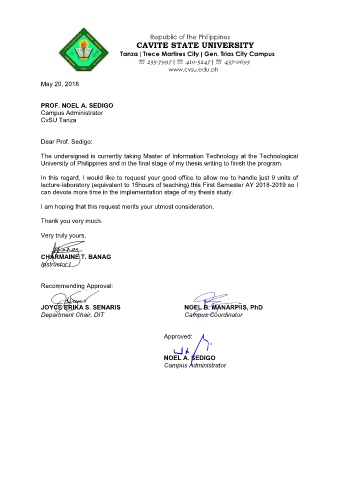 Republic of the Philippines
CAVITE STATE UNIVERSITY
Tanza | Trece Martires City | Gen. Trias City Campus
☏ 235-7997 | ☏ 410-5247 | ☏ 437-0693
www.cvsu.edu.ph
May 20, 2018
PROF. NOEL A. SEDIGO
Campus Administrator
CvSU Tanza
Dear Prof. Sedigo:
The undersigned is currently taking Master of Information Technology at the Technological
University of Philippines and in the final stage of my thesis writing to finish the program.
In this regard, I would like to request your good office to allow me to handle just 9 units of
lecture-laboratory (equivalent to 15hours of teaching) this First Semester AY 2018-2019 so I
can devote more time in the implementation stage of my thesis study.
I am hoping that this request merits your utmost consideration.
Thank you very much.
Very truly yours,
CHARMAINE T. BANAG
Instructor I
Recommending Approval:
JOYCE ERIKA S. SENARIS
Department Chair, DIT
NOEL B. MANARPIIS, PhD
Campus Coordinator
Approved:
NOEL A. SEDIGO
Campus Administrator